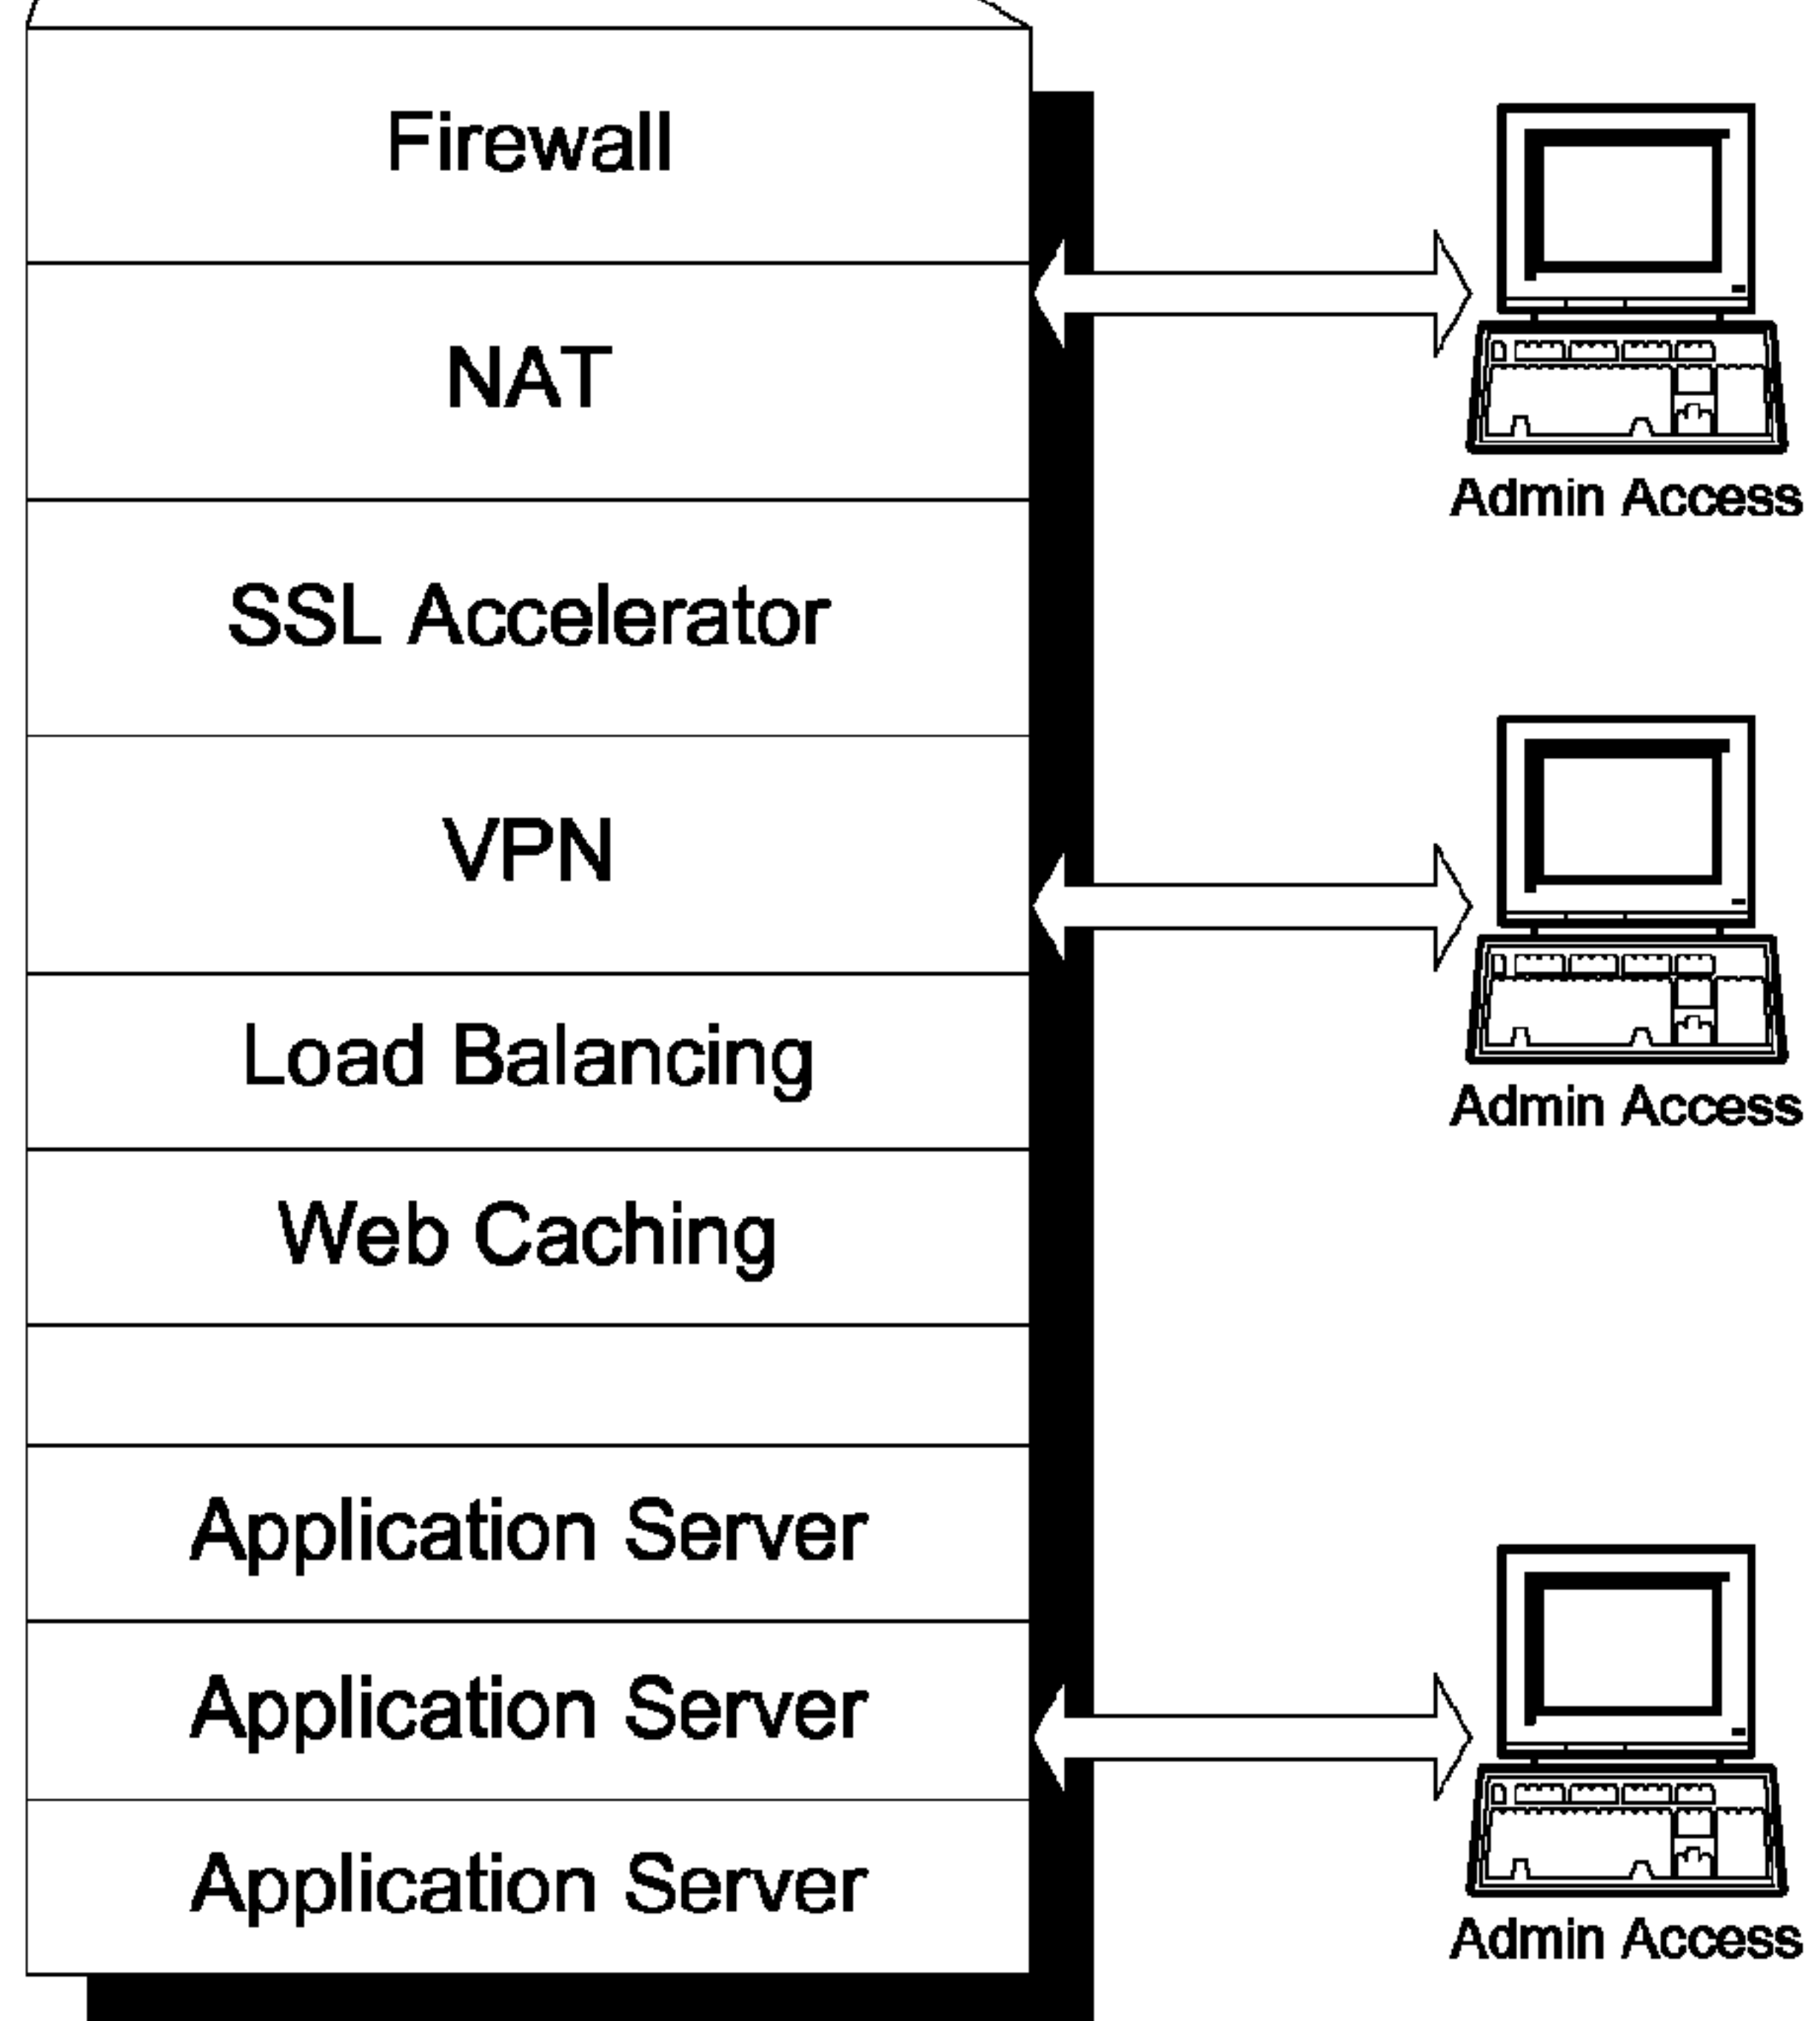 Firewall
NAT
Admin Access
SSL Accelerator
VPN
Load Balancing
Admin Access
Web Caching
Application Server
Application Server
Application Server
Admin Access